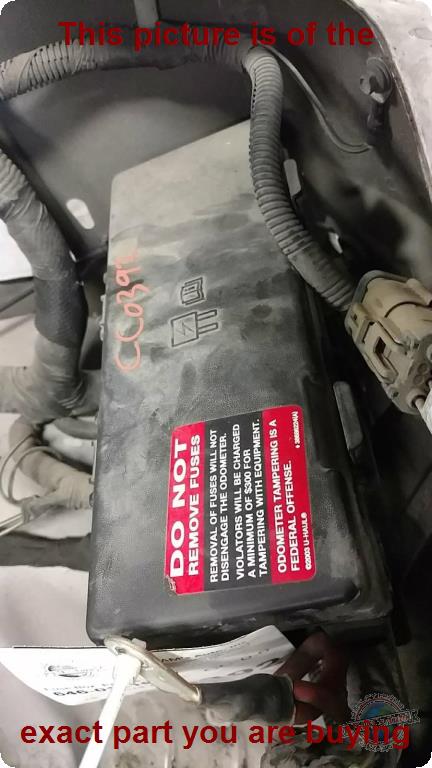 This picture is of the
CC0392
DO NOT
REMOVE FUSES
REMOVAL OF FUSES WILL NOT
DISENGAGE THE ODOMETER.
VIOLATORS WILL BE CHARGED
A MINIMUM OF $300 FOR
TAMPERING WITH EQUIPMENT.
ODOMETER TAMPERING IS A
FEDERAL OFFENSE.
©2003 U-HAUL®
exact part you are buying